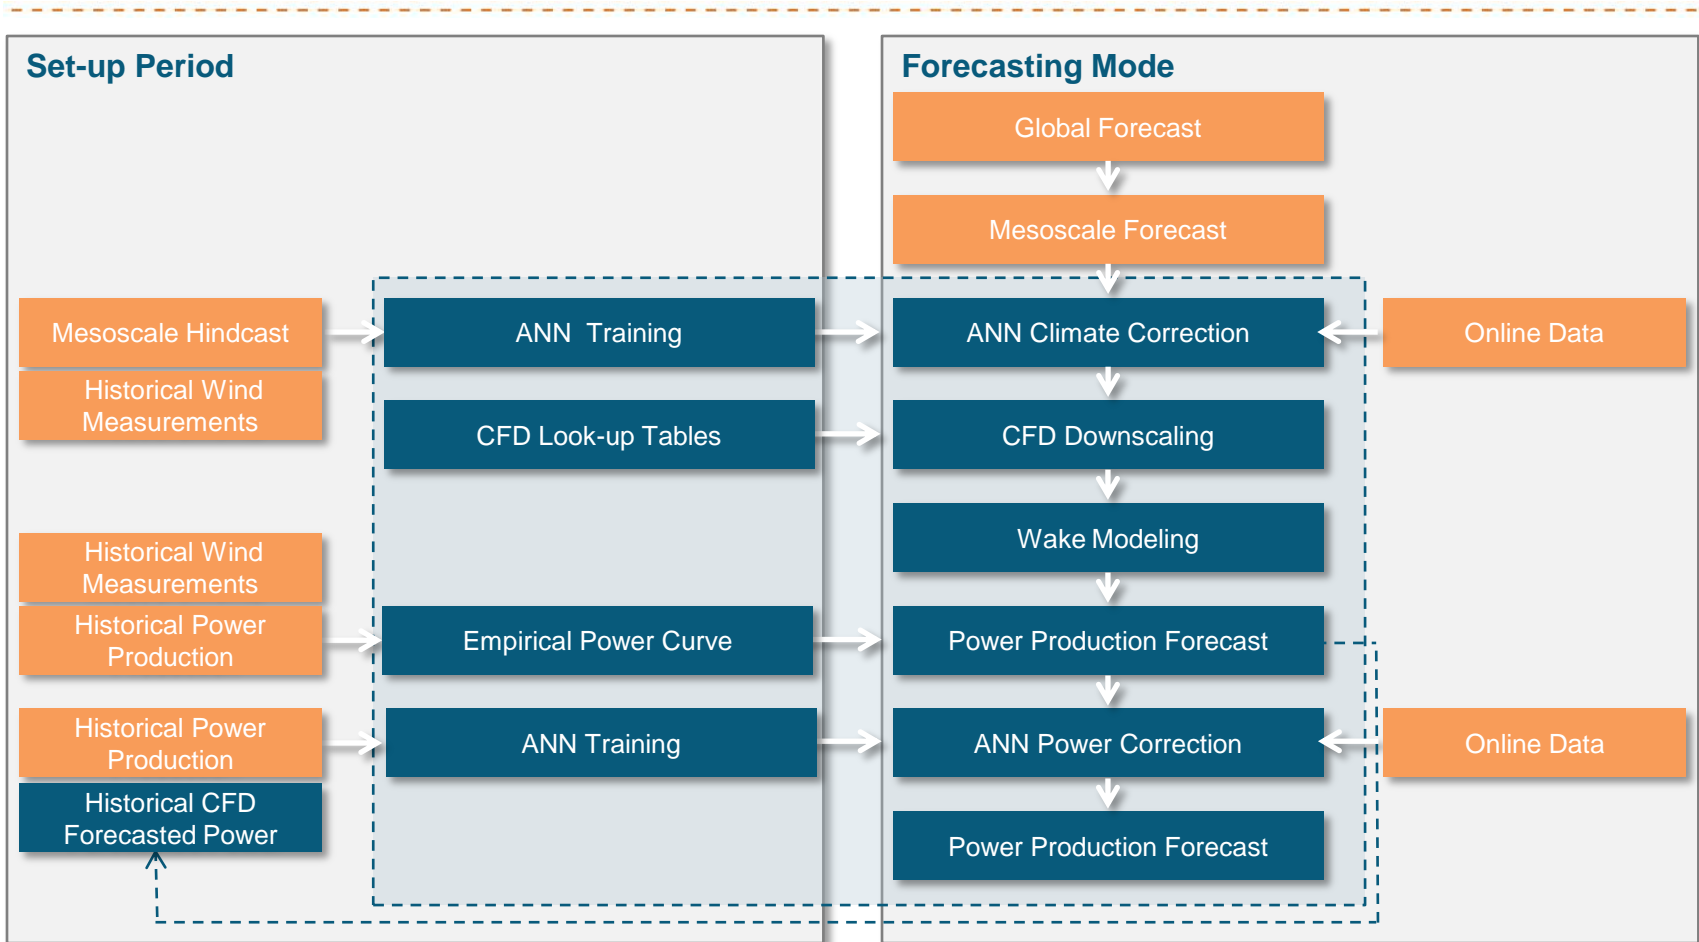 Set-up Period
Mesoscale Hindcast
Historical Wind
Measurements
Historical Wind
Measurements
Historical Power
Production
Historical Power
Production
Historical CFD
Forecasted Power
ANN Training
CFD Look-up Tables
Empirical Power Curve
ANN Training
Forecasting Mode
Global Forecast
Mesoscale Forecast
ANN Climate Correction
CFD Downscaling
Wake Modeling
Power Production Forecast
ANN Power Correction
Power Production Forecast
Online Data
Online Data